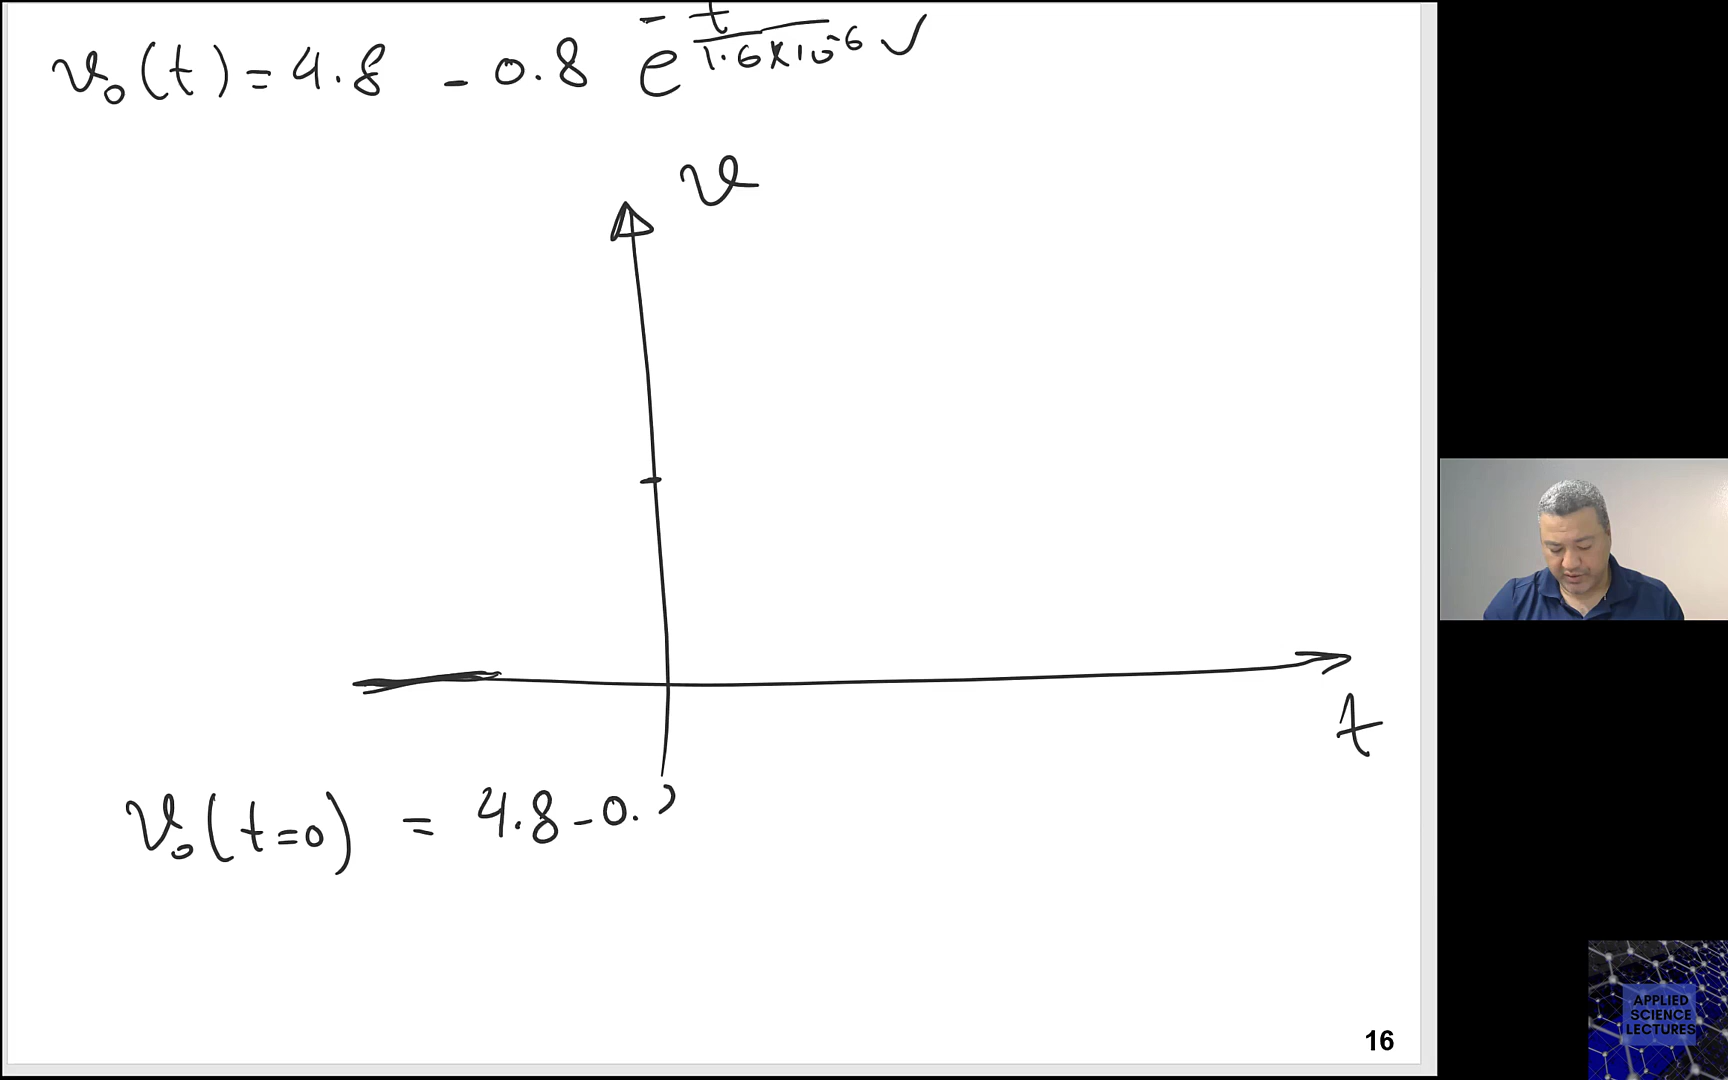 v₀(t) = 4.8 - 0.8 e^(-t/1.6×10^-6) ✓
v
t
v₀(t=0) = 4.8 - 0.
16
APPLIED
SCIENCE
LECTURES